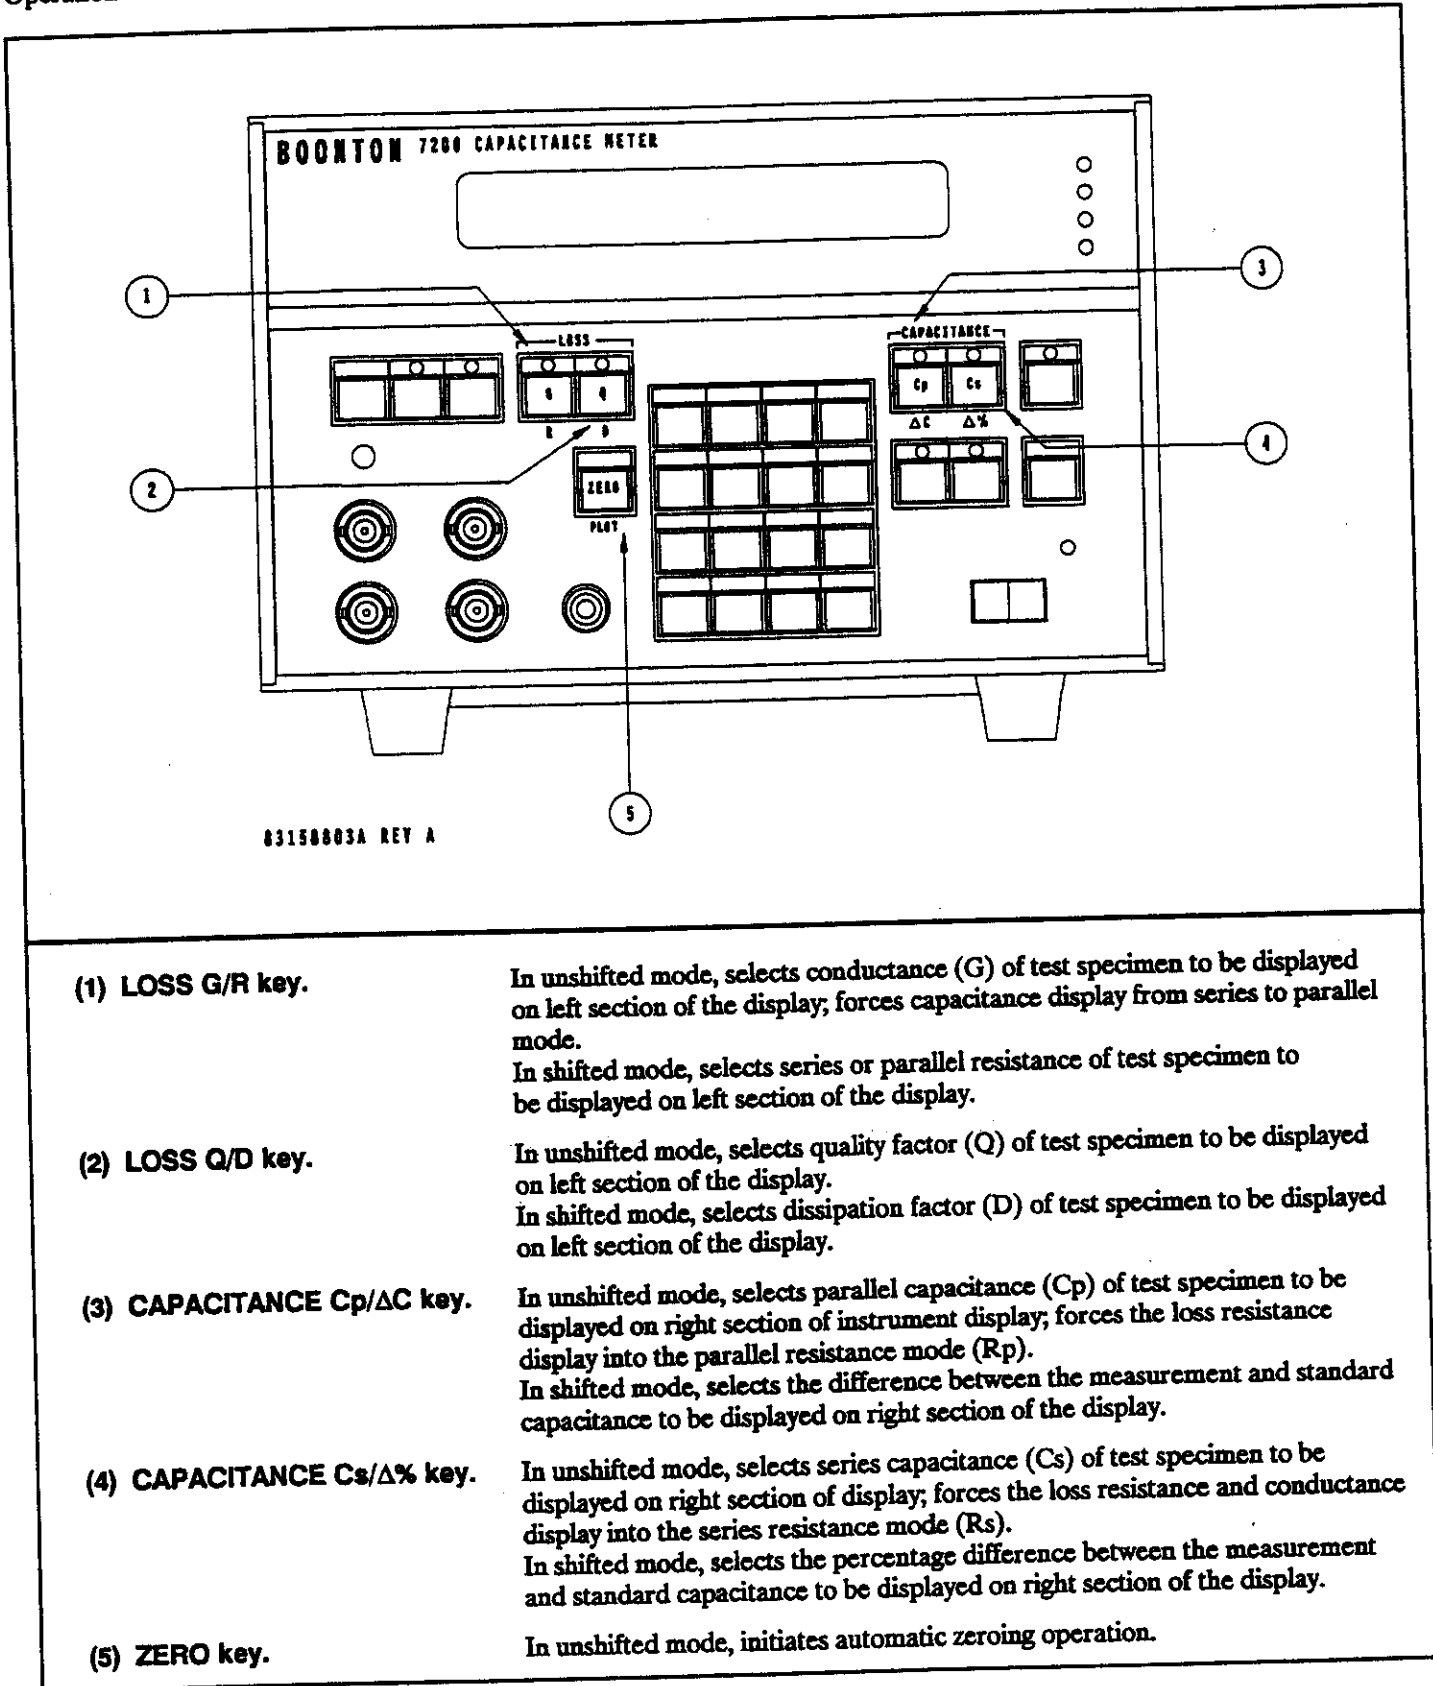 BOONTON 7200 CAPACITANCE METER
1
3
LOSS
CAPACITANCE
G Q
Cp Cs
R D
ΔC Δ%
4
2
ZERO
PLOT
5
83158803A REV A
(1) LOSS G/R key.
In unshifted mode, selects conductance (G) of test specimen to be displayed
on left section of the display; forces capacitance display from series to parallel
mode.
In shifted mode, selects series or parallel resistance of test specimen to
be displayed on left section of the display.
(2) LOSS Q/D key.
In unshifted mode, selects quality factor (Q) of test specimen to be displayed
on left section of the display.
In shifted mode, selects dissipation factor (D) of test specimen to be displayed
on left section of the display.
(3) CAPACITANCE Cp/ΔC key.
In unshifted mode, selects parallel capacitance (Cp) of test specimen to be
displayed on right section of instrument display; forces the loss resistance
display into the parallel resistance mode (Rp).
In shifted mode, selects the difference between the measurement and standard
capacitance to be displayed on right section of the display.
(4) CAPACITANCE Cs/Δ% key.
In unshifted mode, selects series capacitance (Cs) of test specimen to be
displayed on right section of display; forces the loss resistance and conductance
display into the series resistance mode (Rs).
In shifted mode, selects the percentage difference between the measurement
and standard capacitance to be displayed on right section of the display.
(5) ZERO key.
In unshifted mode, initiates automatic zeroing operation.